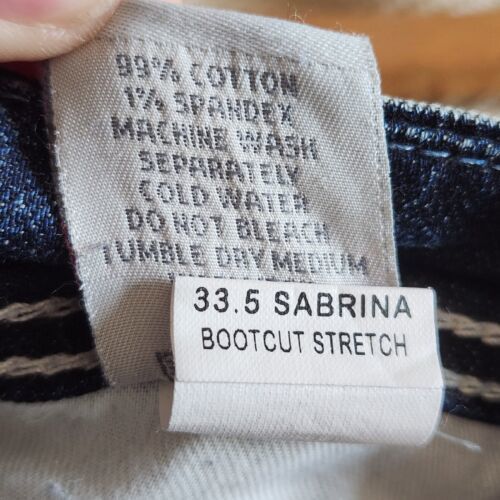 99% COTTON
1% SPANDEX
MACHINE WASH
SEPARATELY
COLD WATER
DO NOT BLEACH
TUMBLE DRY MEDIUM
33.5 SABRINA
BOOTCUT STRETCH